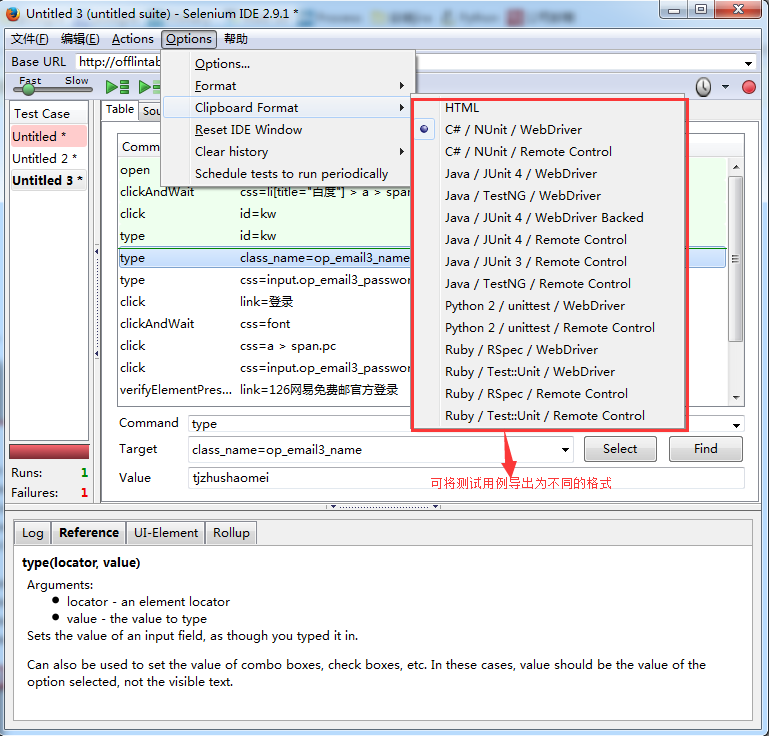 Untitled 3 (untitled suite) - Selenium IDE 2.9.1 *
文件(F) 编辑(E) Actions Options 帮助
Base URL http://offlintab
Fast Slow
Options...
Format
Clipboard Format
Reset IDE Window
Clear history
Schedule tests to run periodically
HTML
C# / NUnit / WebDriver
C# / NUnit / Remote Control
Java / JUnit 4 / WebDriver
Java / TestNG / WebDriver
Java / JUnit 4 / WebDriver Backed
Java / JUnit 4 / Remote Control
Java / JUnit 3 / Remote Control
Java / TestNG / Remote Control
Python 2 / unittest / WebDriver
Python 2 / unittest / Remote Control
Ruby / RSpec / WebDriver
Ruby / Test::Unit / WebDriver
Ruby / RSpec / Remote Control
Ruby / Test::Unit / Remote Control
可将测试用例导出为不同的格式
Test Case
Untitled *
Untitled 2 *
Untitled 3 *
Runs: 1
Failures: 1
Table Sou
Comm
open
clickAndWait css=li[title="百度"] > a > span
click id=kw
type id=kw
type class_name=op_email3_name
type css=input.op_email3_passwor
click link=登录
clickAndWait css=font
click css=a > span.pc
click css=input.op_email3_passwor
verifyElementPres... link=126网易免费邮官方登录
Command type
Target class_name=op_email3_name Select Find
Value tjzhushaomei
Log Reference UI-Element Rollup
type(locator, value)
Arguments:
● locator - an element locator
● value - the value to type
Sets the value of an input field, as though you typed it in.
Can also be used to set the value of combo boxes, check boxes, etc. In these cases, value should be the value of the
option selected, not the visible text.